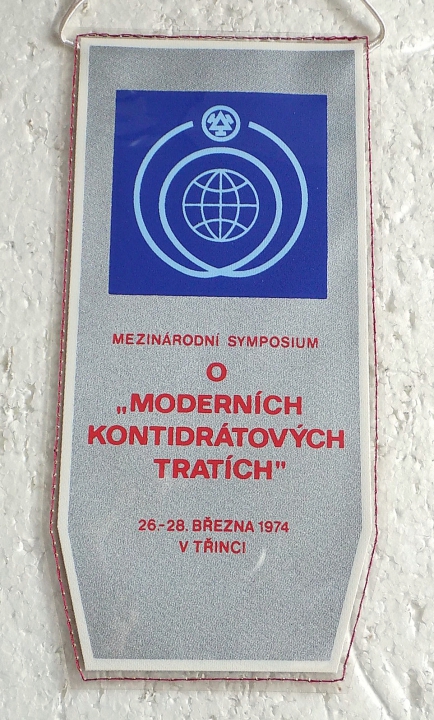 MEZINÁRODNÍ SYMPOSIUM
O
„MODERNÍCH
KONTIDRÁTOVÝCH
TRATÍCH"
26.-28. BŘEZNA 1974
V TŘINCI